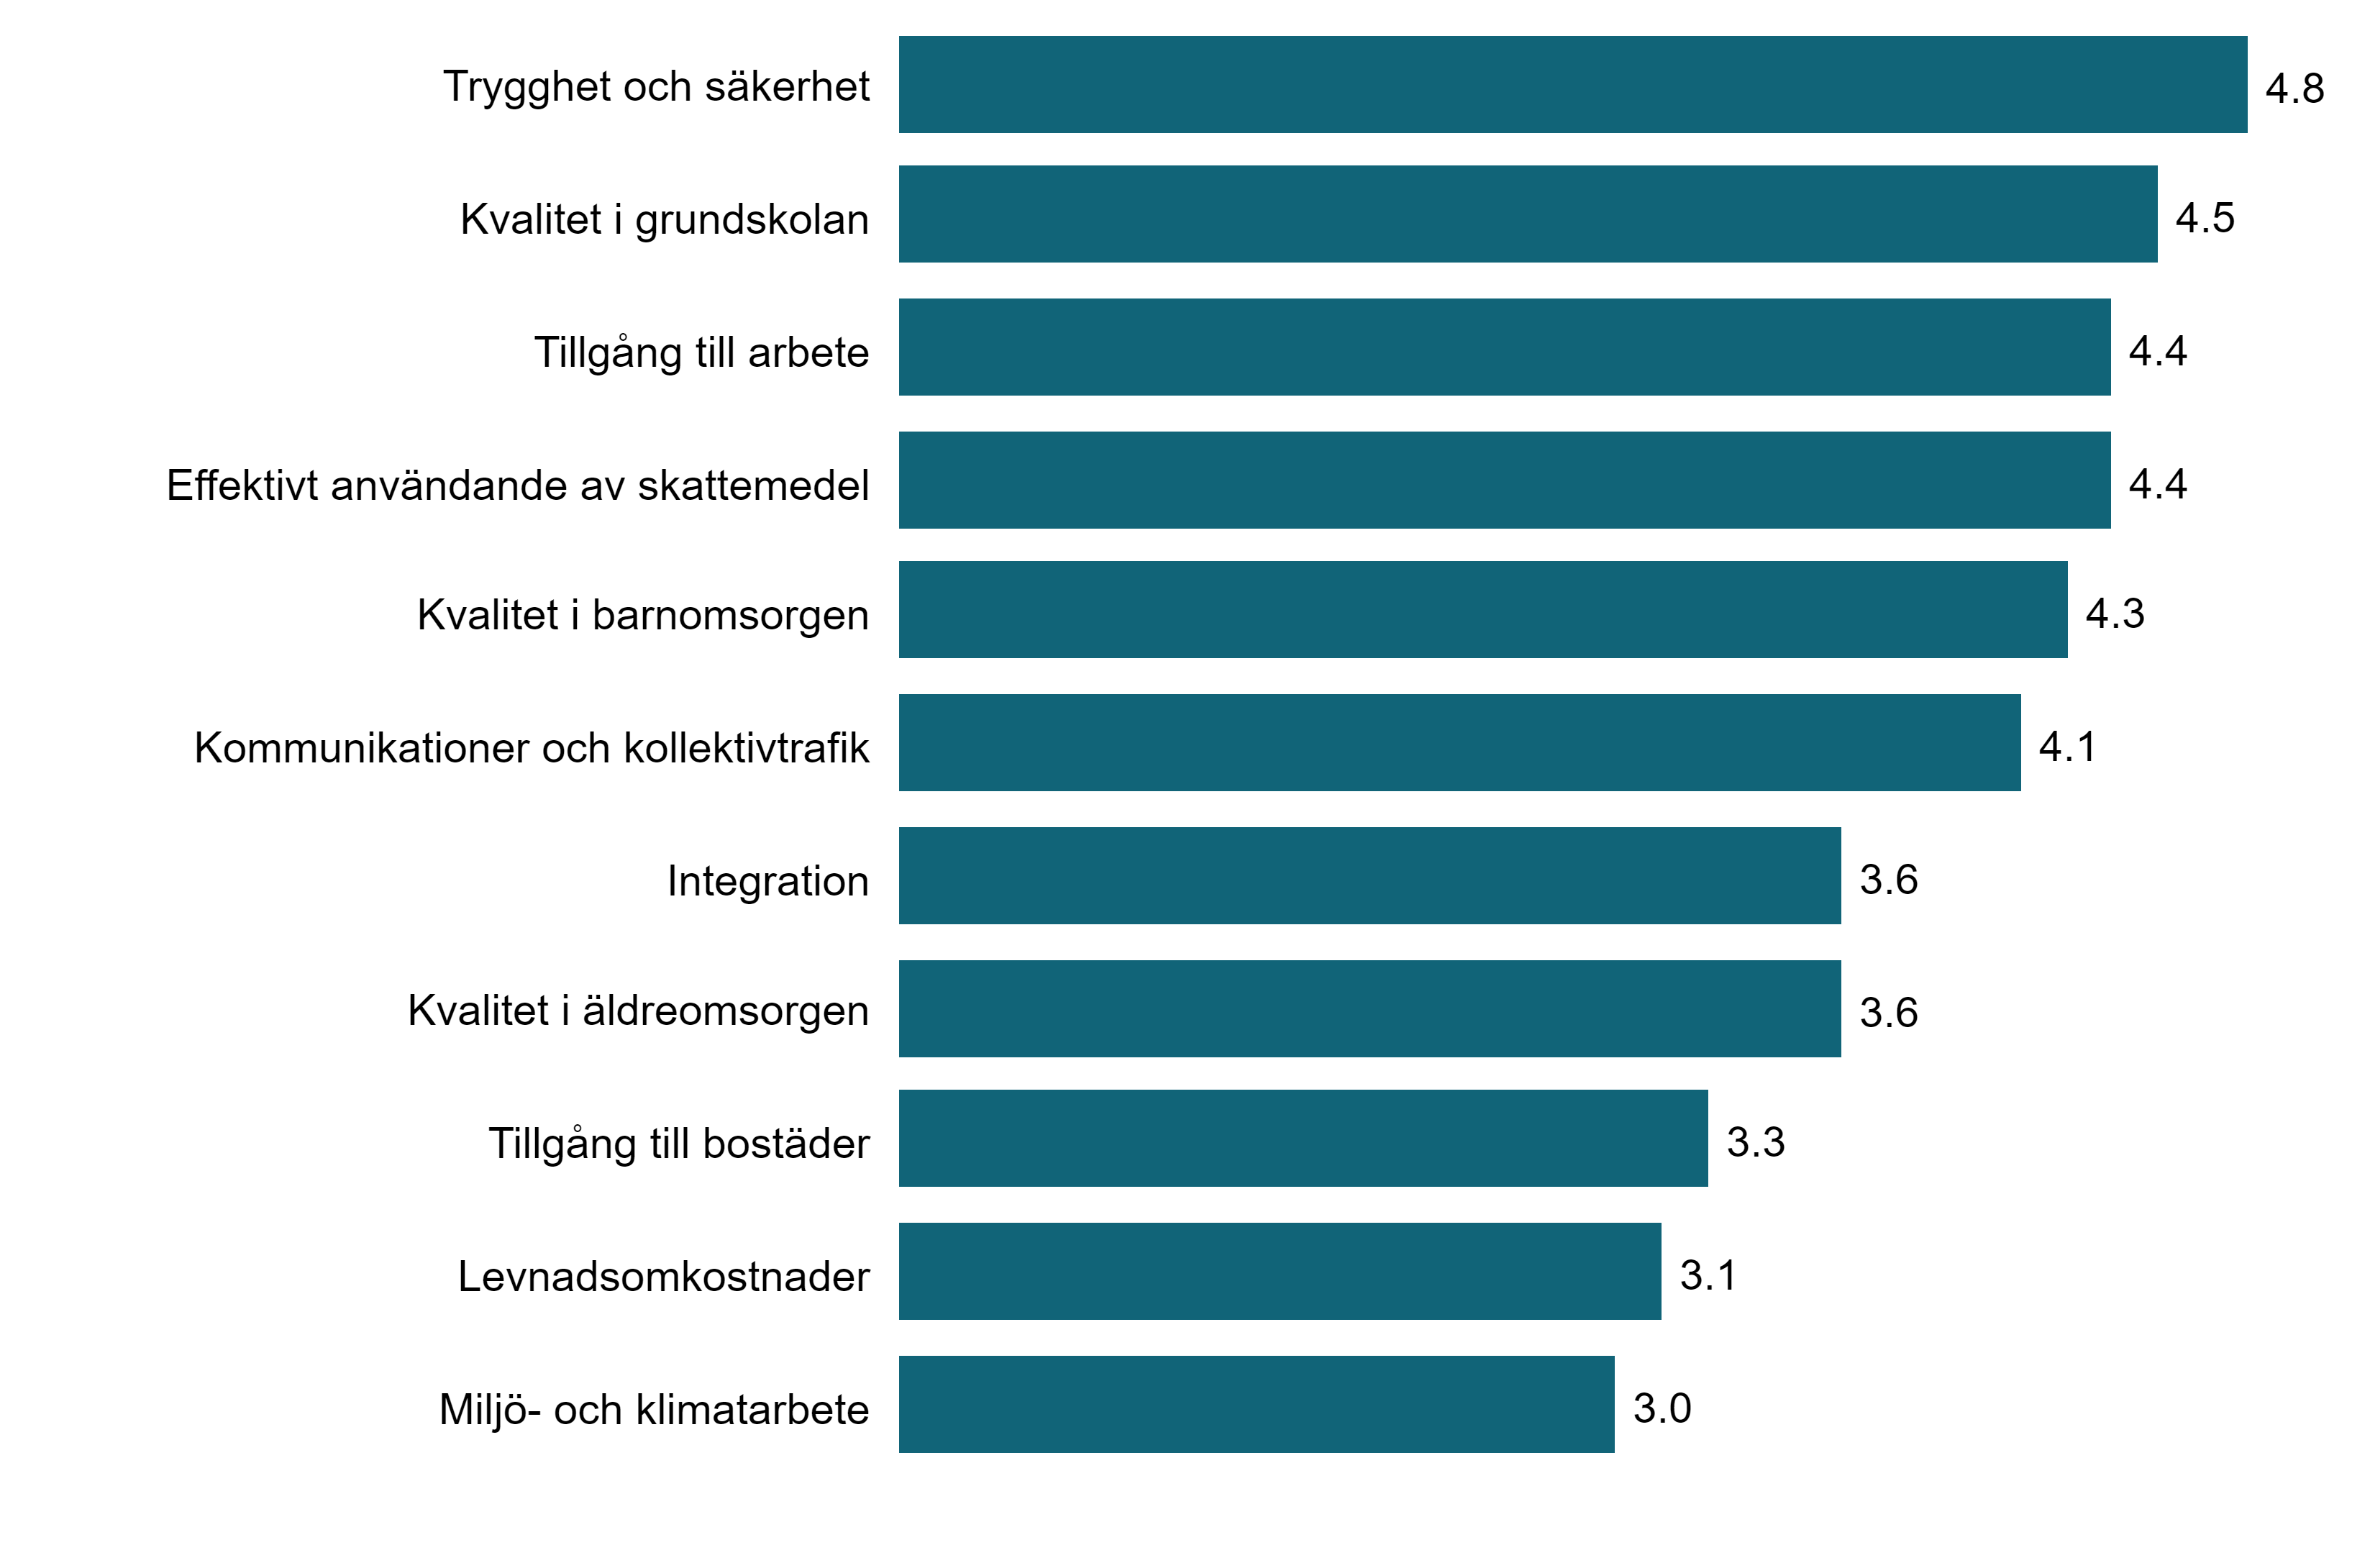 Trygghet och säkerhet 4.8
Kvalitet i grundskolan 4.5
Tillgång till arbete 4.4
Effektivt användande av skattemedel 4.4
Kvalitet i barnomsorgen 4.3
Kommunikationer och kollektivtrafik 4.1
Integration 3.6
Kvalitet i äldreomsorgen 3.6
Tillgång till bostäder 3.3
Levnadsomkostnader 3.1
Miljö- och klimatarbete 3.0